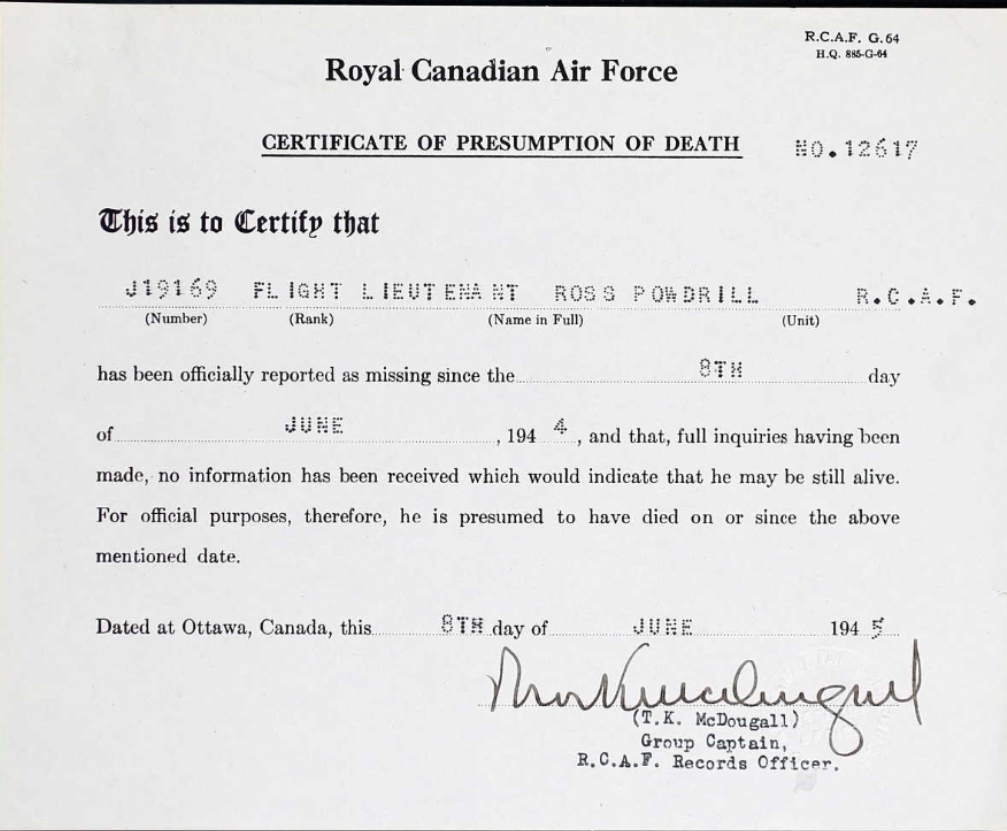 R.C.A.F. G. 64
H.Q. 885-G-64
Royal Canadian Air Force
CERTIFICATE OF PRESUMPTION OF DEATH NO.12617
This is to Certify that
J19169 FLIGHT LIEUTENANT ROSS POWDRILL R.C.A.F.
(Number) (Rank) (Name in Full) (Unit)
has been officially reported as missing since the 8TH day
of JUNE , 194 4 , and that, full inquiries having been
made, no information has been received which would indicate that he may be still alive.
For official purposes, therefore, he is presumed to have died on or since the above
mentioned date.
Dated at Ottawa, Canada, this 8TH day of JUNE 194 5
(T.K. McDougall)
Group Captain,
R.C.A.F. Records Officer.